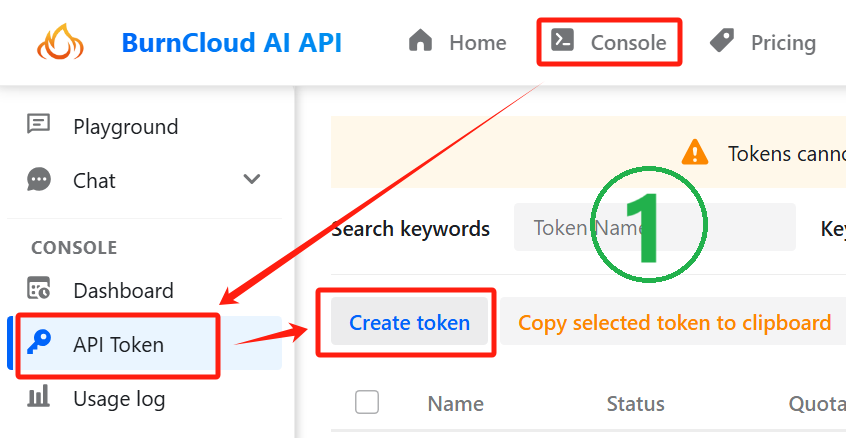 BurnCloud AI API
Home
Console
Pricing
Playground
Chat
CONSOLE
Dashboard
API Token
Usage log
Tokens canno
Search keywords
Token Name
Key
1
Create token
Copy selected token to clipboard
Name
Status
Quota